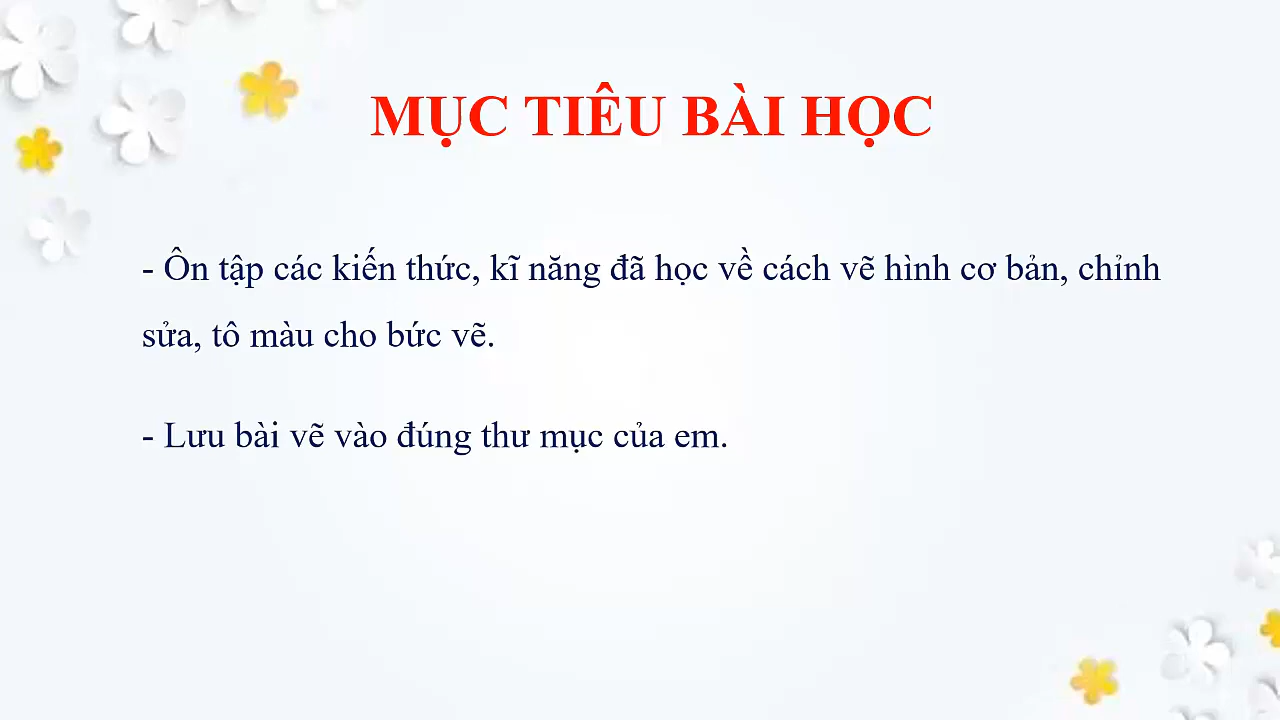 MỤC TIÊU BÀI HỌC
- Ôn tập các kiến thức, kĩ năng đã học về cách vẽ hình cơ bản, chỉnh
sửa, tô màu cho bức vẽ.
- Lưu bài vẽ vào đúng thư mục của em.